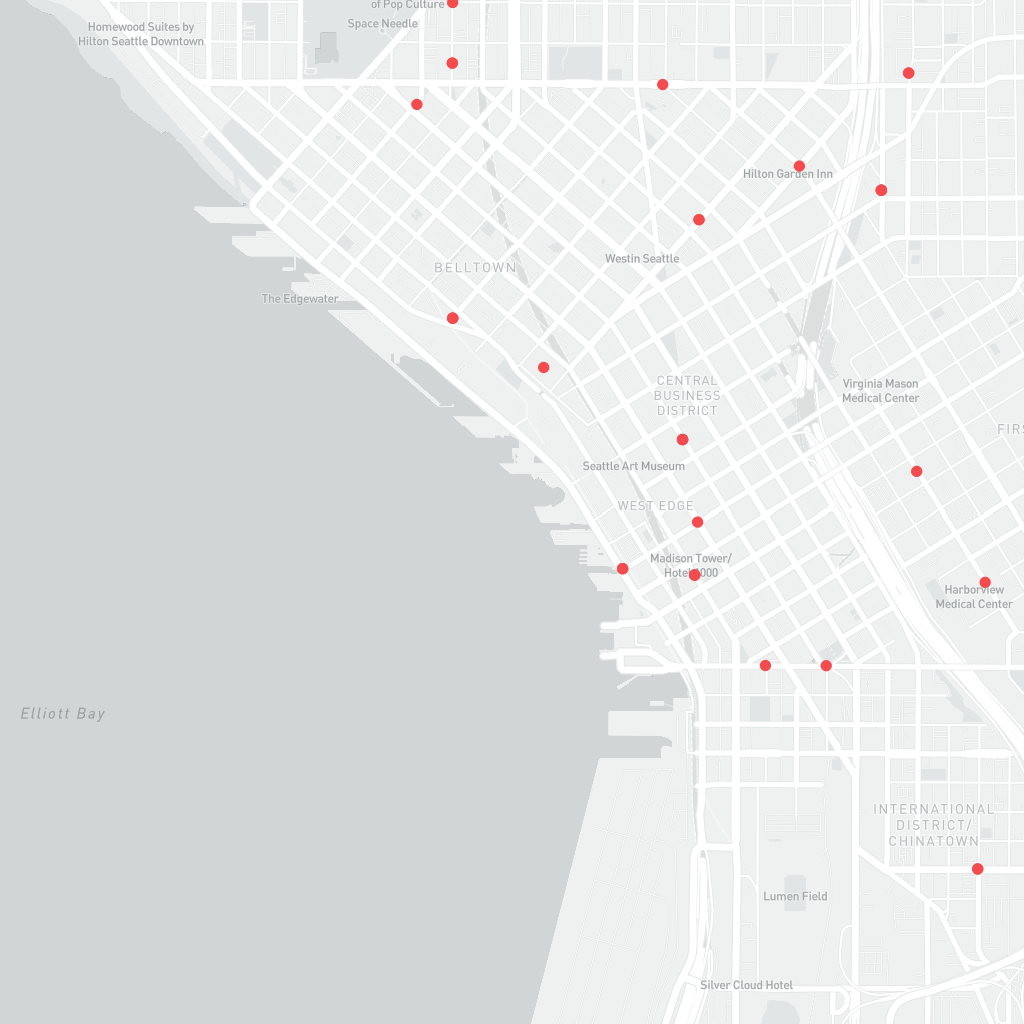 of Pop Culture
Space Needle
Homewood Suites by
Hilton Seattle Downtown
Hilton Garden Inn
Westin Seattle
BELLTOWN
The Edgewater
CENTRAL
BUSINESS
DISTRICT
Virginia Mason
Medical Center
FIRS
Seattle Art Museum
WEST EDGE
Madison Tower/
Hotel 1000
Harborview
Medical Center
Elliott Bay
INTERNATIONAL
DISTRICT/
CHINATOWN
Lumen Field
Silver Cloud Hotel